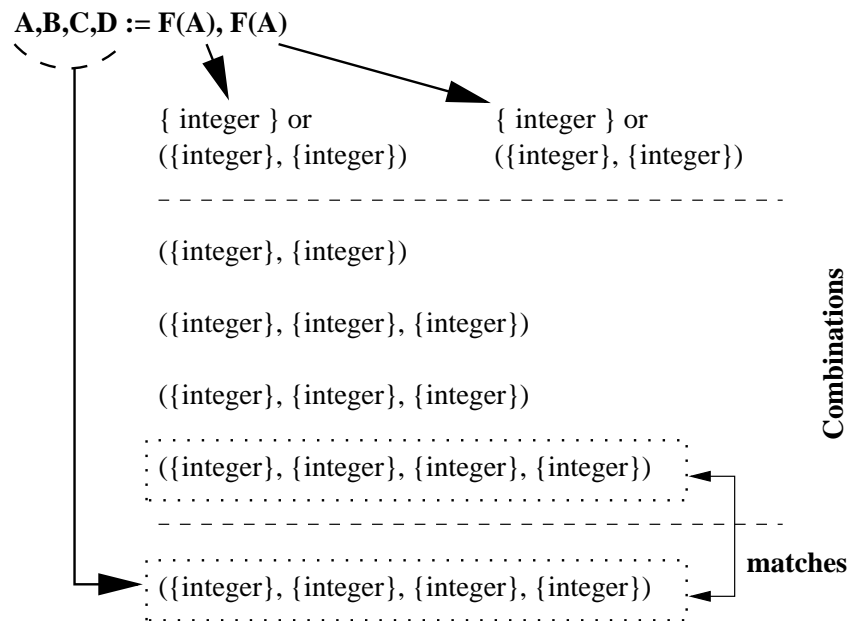 A,B,C,D := F(A), F(A)
{ integer } or { integer } or
({integer}, {integer}) ({integer}, {integer})
({integer}, {integer})
({integer}, {integer}, {integer})
({integer}, {integer}, {integer})
({integer}, {integer}, {integer}, {integer})
Combinations
matches
({integer}, {integer}, {integer}, {integer})